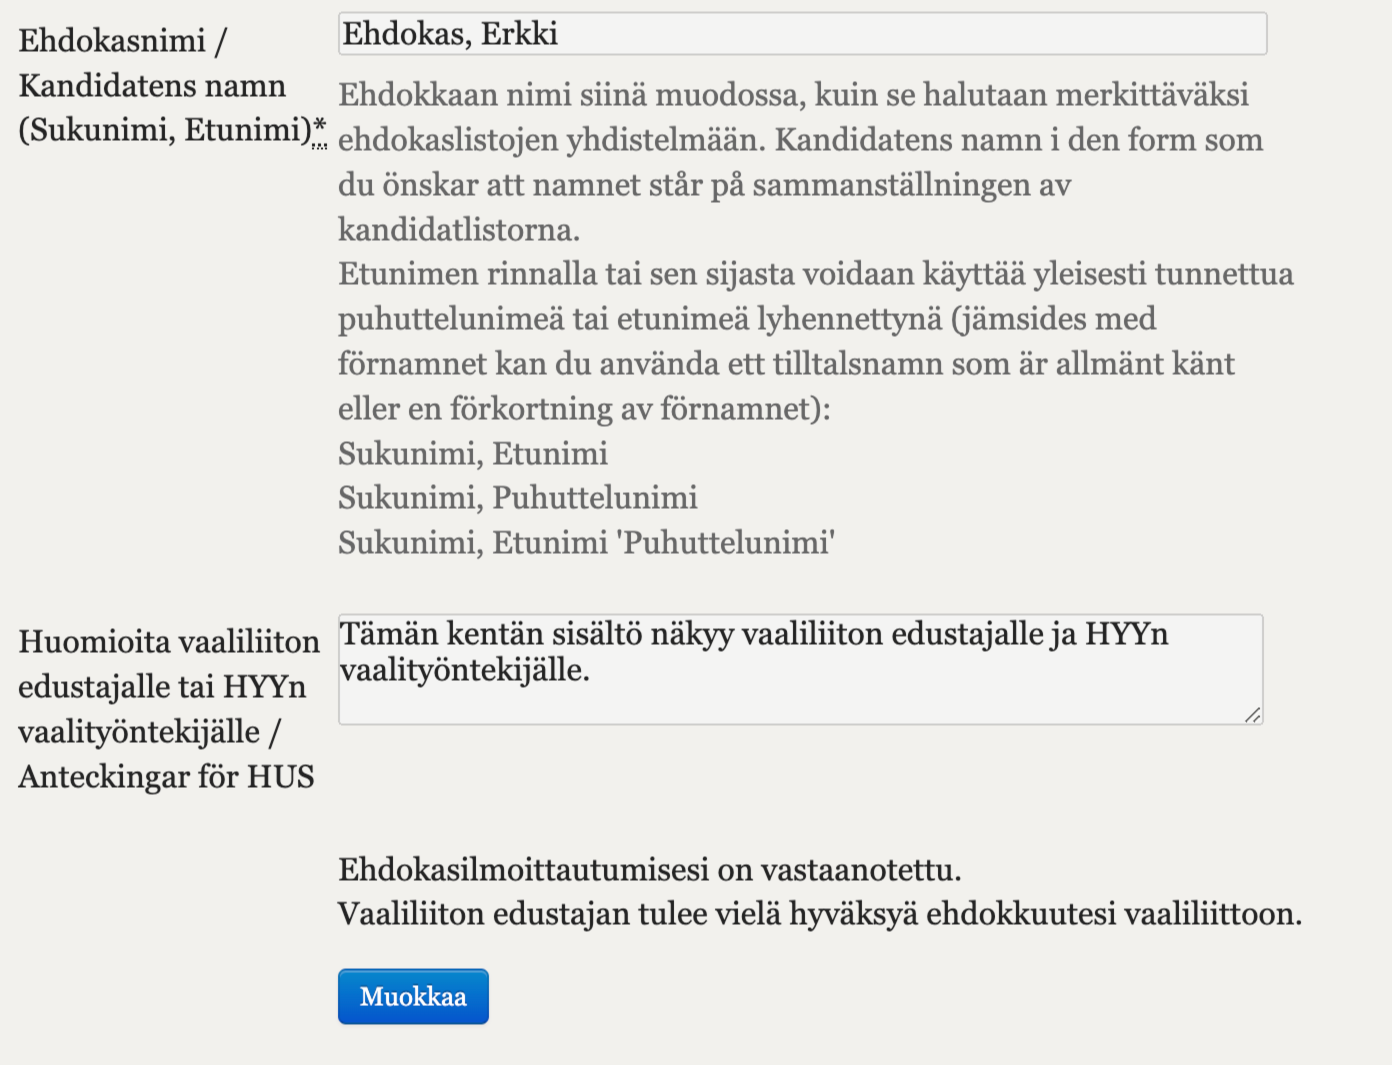 Ehdokasnimi /
Kandidatens namn
(Sukunimi, Etunimi)*
Ehdokas, Erkki
Ehdokkaan nimi siinä muodossa, kuin se halutaan merkittäväksi
ehdokaslistojen yhdistelmään. Kandidatens namn i den form som
du önskar att namnet står på sammanställningen av
kandidatlistorna.
Etunimen rinnalla tai sen sijasta voidaan käyttää yleisesti tunnettua
puhuttelunimeä tai etunimeä lyhennettynä (jämsides med
förnamnet kan du använda ett tilltalsnamn som är allmänt känt
eller en förkortning av förnamnet):
Sukunimi, Etunimi
Sukunimi, Puhuttelunimi
Sukunimi, Etunimi 'Puhuttelunimi'
Huomioita vaaliliiton
edustajalle tai HYYn
vaalityöntekijälle /
Anteckingar för HUS
Tämän kentän sisältö näkyy vaaliliiton edustajalle ja HYYn
vaalityöntekijälle.
Ehdokasilmoittautumisesi on vastaanotettu.
Vaaliliiton edustajan tulee vielä hyväksyä ehdokkuutesi vaaliliittoon.
Muokkaa